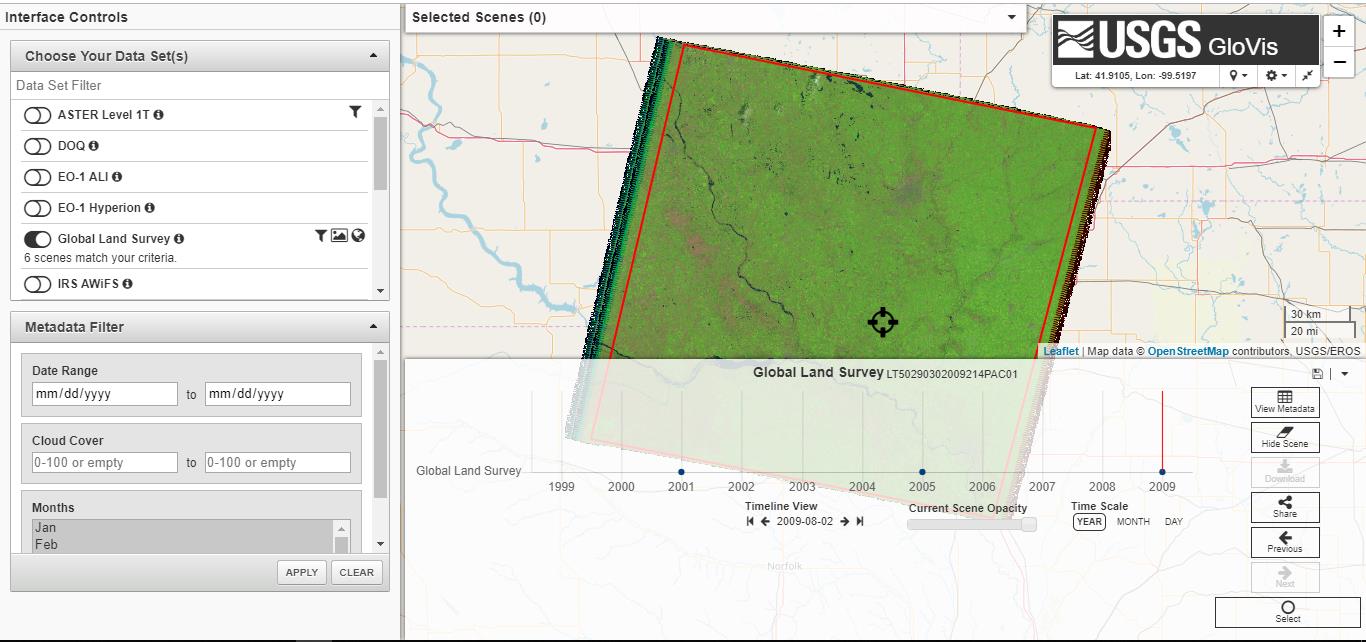 Interface Controls
Choose Your Data Set(s)
Data Set Filter
ASTER Level 1T
DOQ
EO-1 ALI
EO-1 Hyperion
Global Land Survey
6 scenes match your criteria.
IRS AWiFS
Metadata Filter
Date Range
mm/dd/yyyy to mm/dd/yyyy
Cloud Cover
0-100 or empty to 0-100 or empty
Months
Jan
Feb
APPLY CLEAR
Selected Scenes (0)
USGS GloVis
Lat: 41.9105, Lon: -99.5197
+
−
30 km
20 mi
Leaflet | Map data © OpenStreetMap contributors, USGS/EROS
Global Land Survey LT50290302009214PAC01
Global Land Survey
1999 2000 2001 2002 2003 2004 2005 2006 2007 2008 2009
Timeline View
2009-08-02
Current Scene Opacity
Time Scale
YEAR MONTH DAY
Norfolk
View Metadata
Hide Scene
Download
Share
Previous
Next
Select